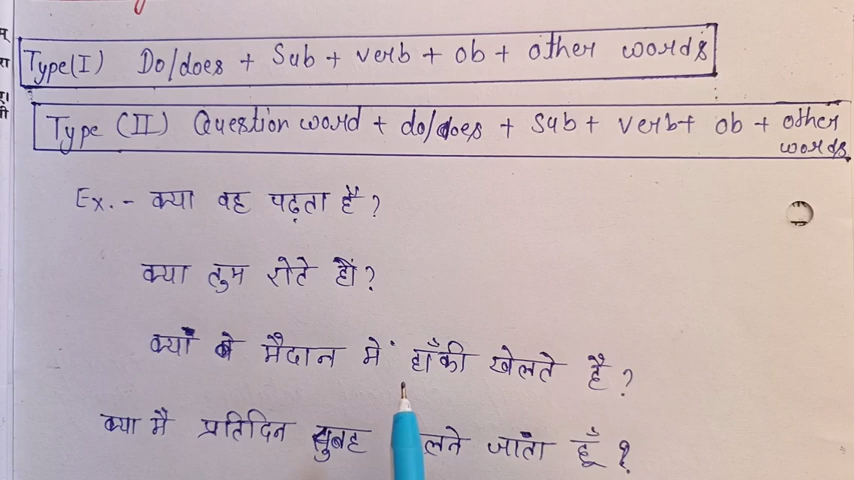 Type(I) Do/does + Sub + verb + ob + other words
Type (II) Question word + do/does + sub + verb + ob + other
words
Ex. - क्या वह पढ़ता है?
क्या तुम रोते हो?
क्या वे मैदान में हॉकी खेलते है?
क्या मै प्रतिदिन सुबह जाता हूँ ?